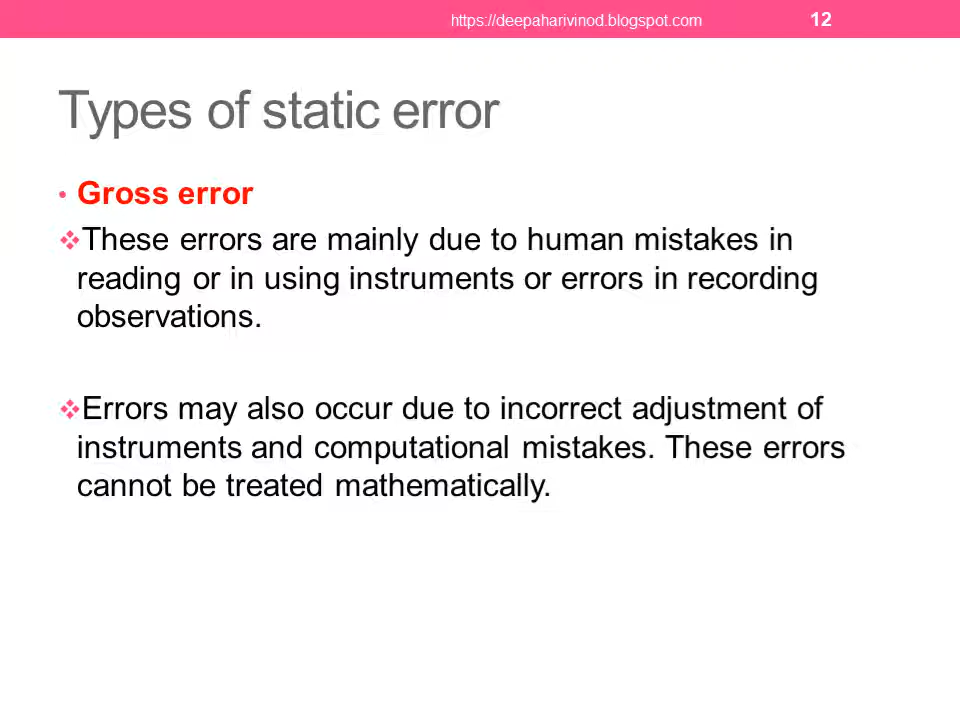 https://deepaharivinod.blogspot.com 12
Types of static error
• Gross error
❖These errors are mainly due to human mistakes in
reading or in using instruments or errors in recording
observations.
❖Errors may also occur due to incorrect adjustment of
instruments and computational mistakes. These errors
cannot be treated mathematically.